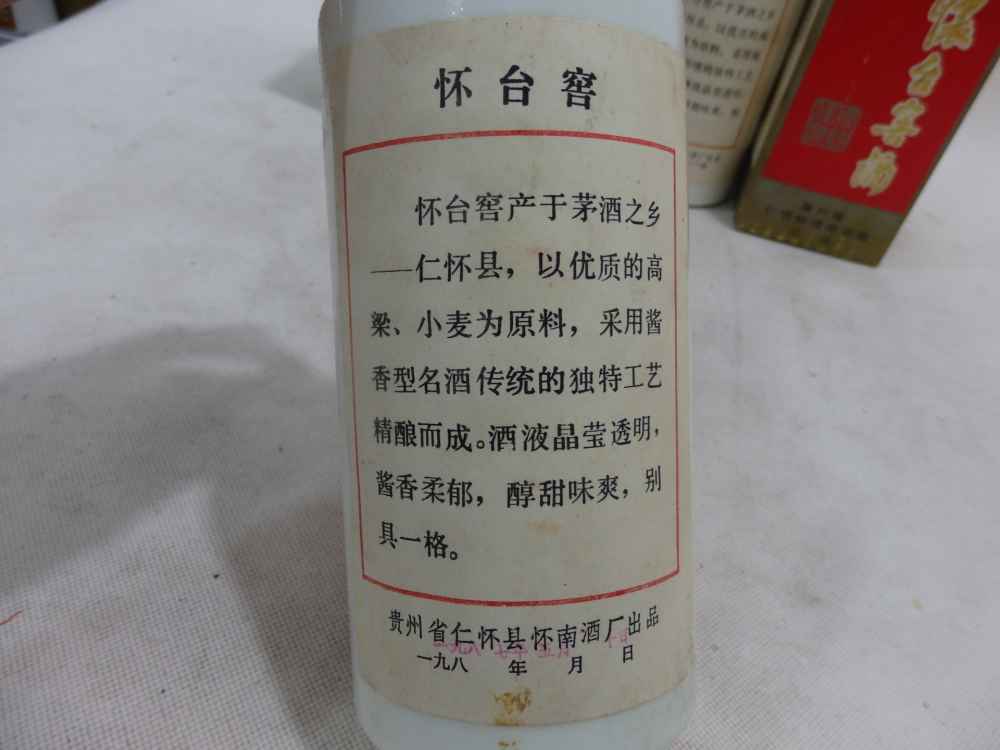 怀台窖
怀台窖产于茅酒之乡
——仁怀县，以优质的高
粱、小麦为原料，采用酱
香型名酒传统的独特工艺
精酿而成。酒液晶莹透明，
酱香柔郁，醇甜味爽，别
具一格。
贵州省仁怀县怀南酒厂出品
一九八 年 月 日
怀台窖酒